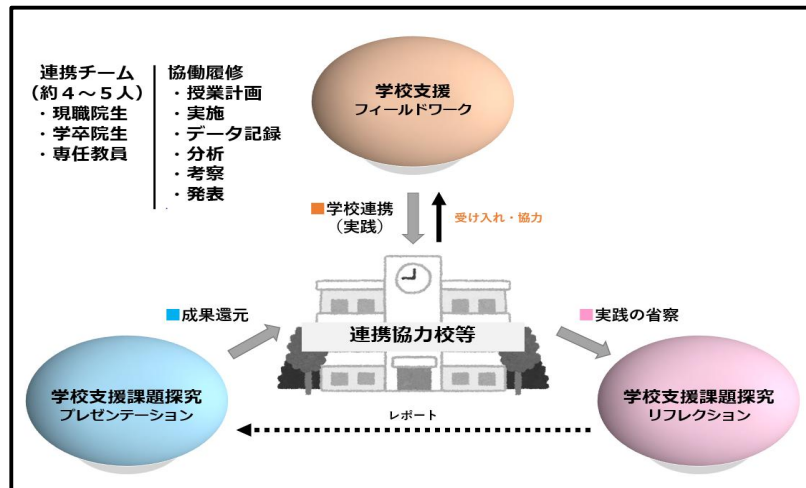 連携チーム
(約4～5人)
・現職院生
・学卒院生
・専任教員
協働履修
・授業計画
・実施
・データ記録
・分析
・考察
・発表
学校支援
フィールドワーク
■学校連携
(実践)
受け入れ・協力
■成果還元
連携協力校等
■実践の省察
学校支援課題探究
プレゼンテーション
レポート
学校支援課題探究
リフレクション